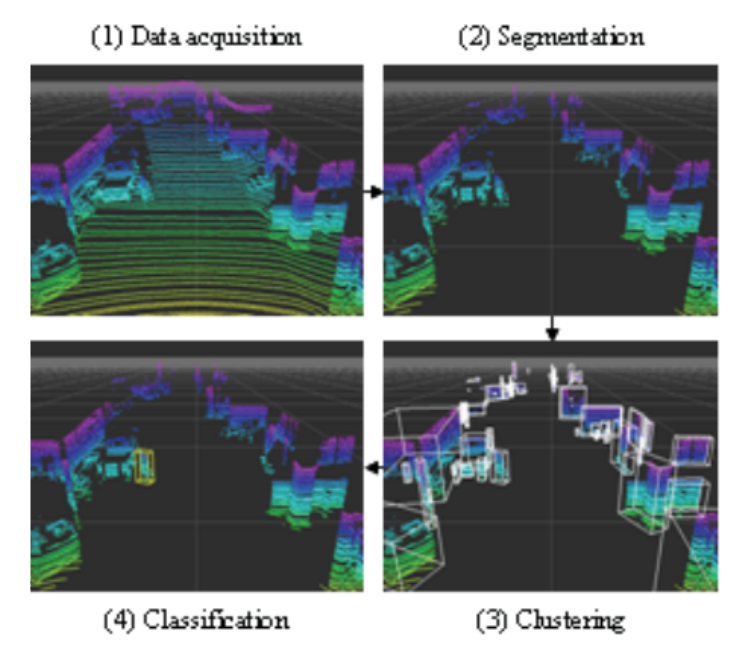 (1) Data acquisition
(2) Segmentation
(4) Classification
(3) Clustering